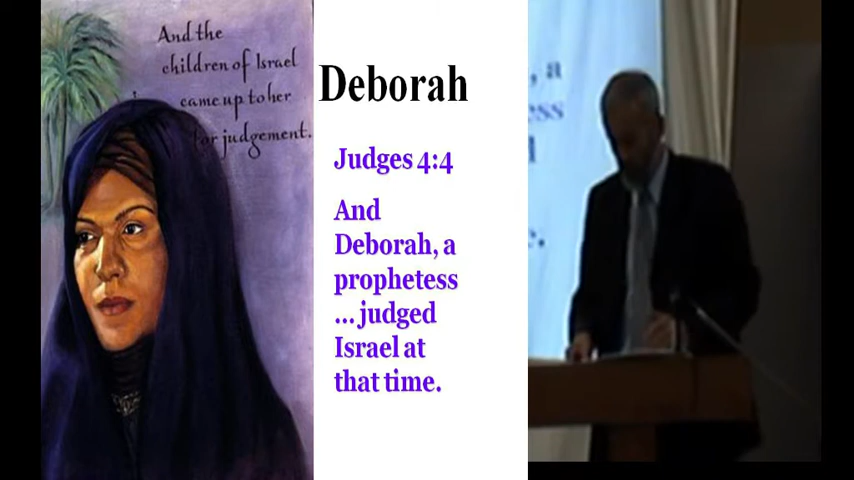 And the
children of Israel
came up to her
for judgement.
Deborah
Judges 4:4
And
Deborah, a
prophetess
... judged
Israel at
that time.
, a
ess
l
e.